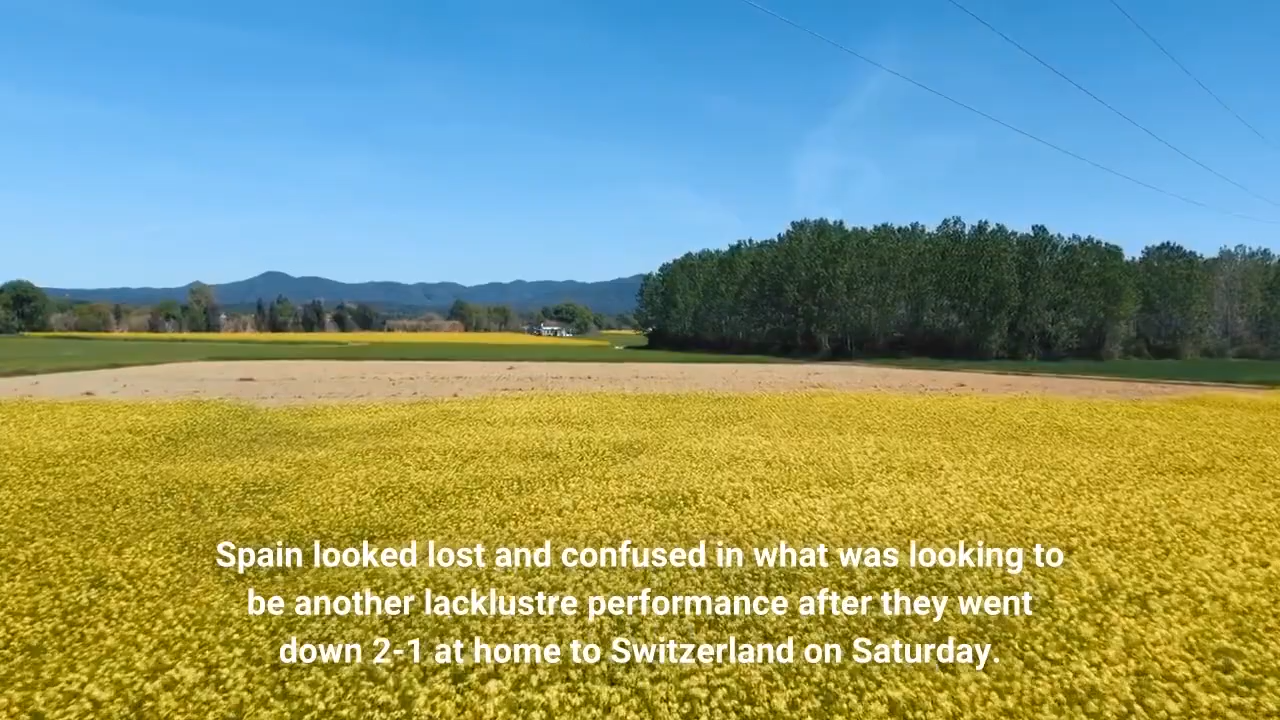 Spain looked lost and confused in what was looking to
be another lacklustre performance after they went
down 2-1 at home to Switzerland on Saturday.